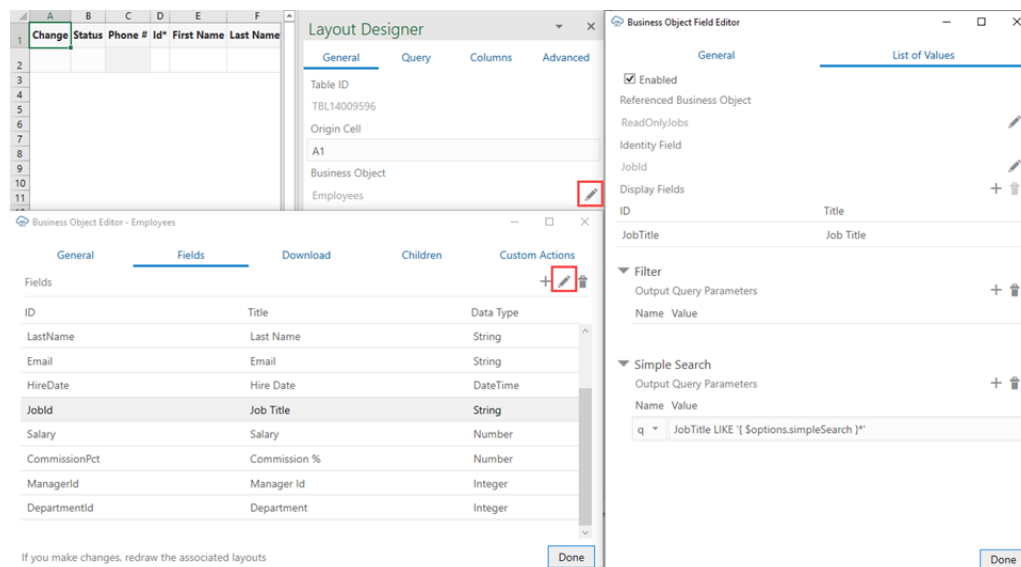 A B C D E F
1 Change Status Phone # Id* First Name Last Name
2
3
4
5
6
7
8
9
10
11
Layout Designer
General Query Columns Advanced
Table ID
TBL14009596
Origin Cell
A1
Business Object
Employees
Business Object Editor - Employees
General Fields Download Children Custom Actions
Fields
ID Title Data Type
LastName Last Name String
Email Email String
HireDate Hire Date DateTime
JobId Job Title String
Salary Salary Number
CommissionPct Commission % Number
ManagerId Manager Id Integer
DepartmentId Department Integer
If you make changes, redraw the associated layouts
Done
Business Object Field Editor
General List of Values
Enabled
Referenced Business Object
ReadOnlyJobs
Identity Field
JobId
Display Fields
ID Title
JobTitle Job Title
Filter
Output Query Parameters
Name Value
Simple Search
Output Query Parameters
Name Value
q JobTitle LIKE '{ $options.simpleSearch }*'
Done